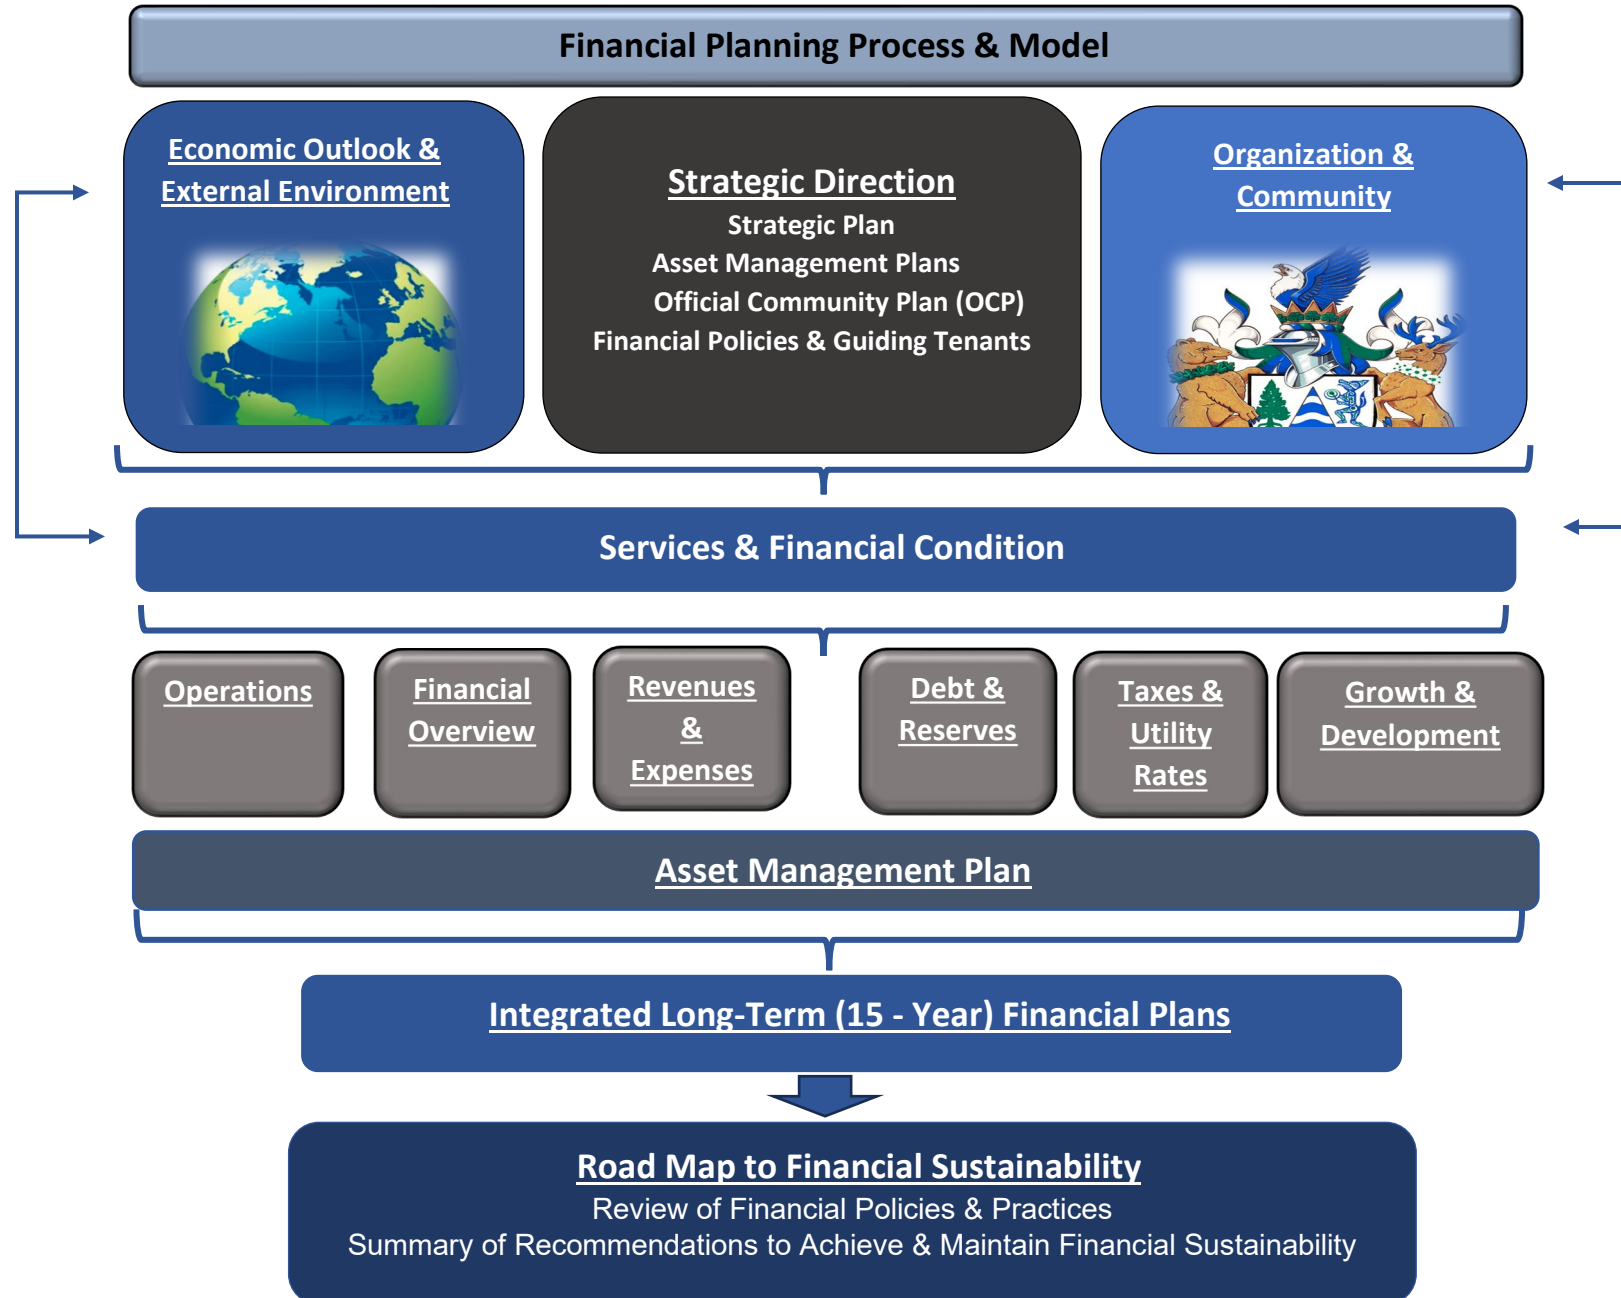 Financial Planning Process & Model
Economic Outlook &
External Environment
Strategic Direction
Strategic Plan
Asset Management Plans
Official Community Plan (OCP)
Financial Policies & Guiding Tenants
Organization &
Community
Services & Financial Condition
Operations
Financial
Overview
Revenues
&
Expenses
Debt &
Reserves
Taxes &
Utility
Rates
Growth &
Development
Asset Management Plan
Integrated Long-Term (15 - Year) Financial Plans
Road Map to Financial Sustainability
Review of Financial Policies & Practices
Summary of Recommendations to Achieve & Maintain Financial Sustainability